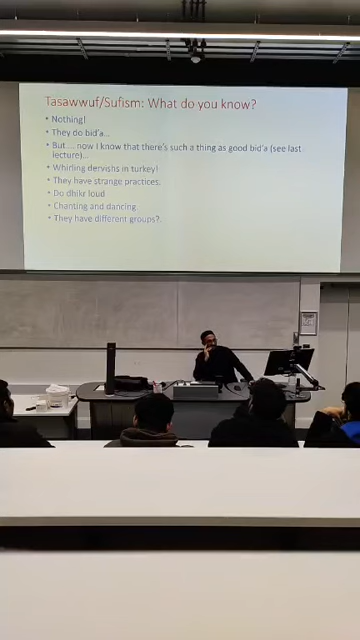 Tasawwuf/Sufism: What do you know?
• Nothing!
• They do bid'a...
• But.... now I know that there's such a thing as good bid'a (see last
lecture)...
• Whirling dervishs in turkey!
• They have strange practices.
• Do dhikr loud
• Chanting and dancing
• They have different groups?.